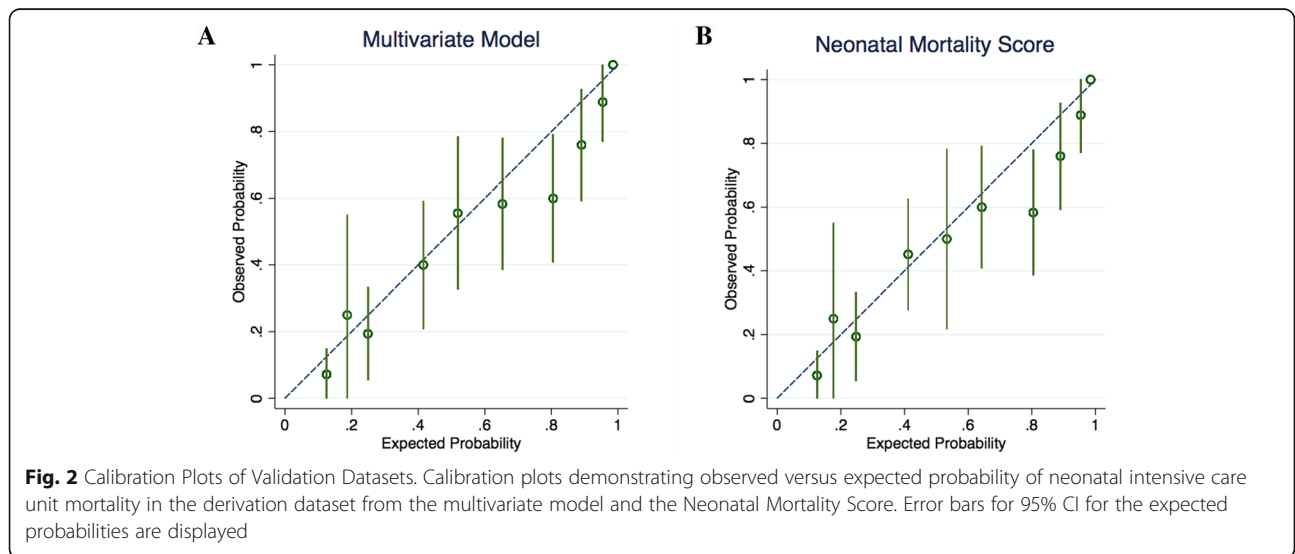 A
Multivariate Model
Observed Probability
1
.8
.6
.4
.2
0
0 .2 .4 .6 .8 1
Expected Probability
B
Neonatal Mortality Score
Observed Probability
1
.8
.6
.4
.2
0
0 .2 .4 .6 .8 1
Expected Probability
Fig. 2 Calibration Plots of Validation Datasets. Calibration plots demonstrating observed versus expected probability of neonatal intensive care
unit mortality in the derivation dataset from the multivariate model and the Neonatal Mortality Score. Error bars for 95% CI for the expected
probabilities are displayed